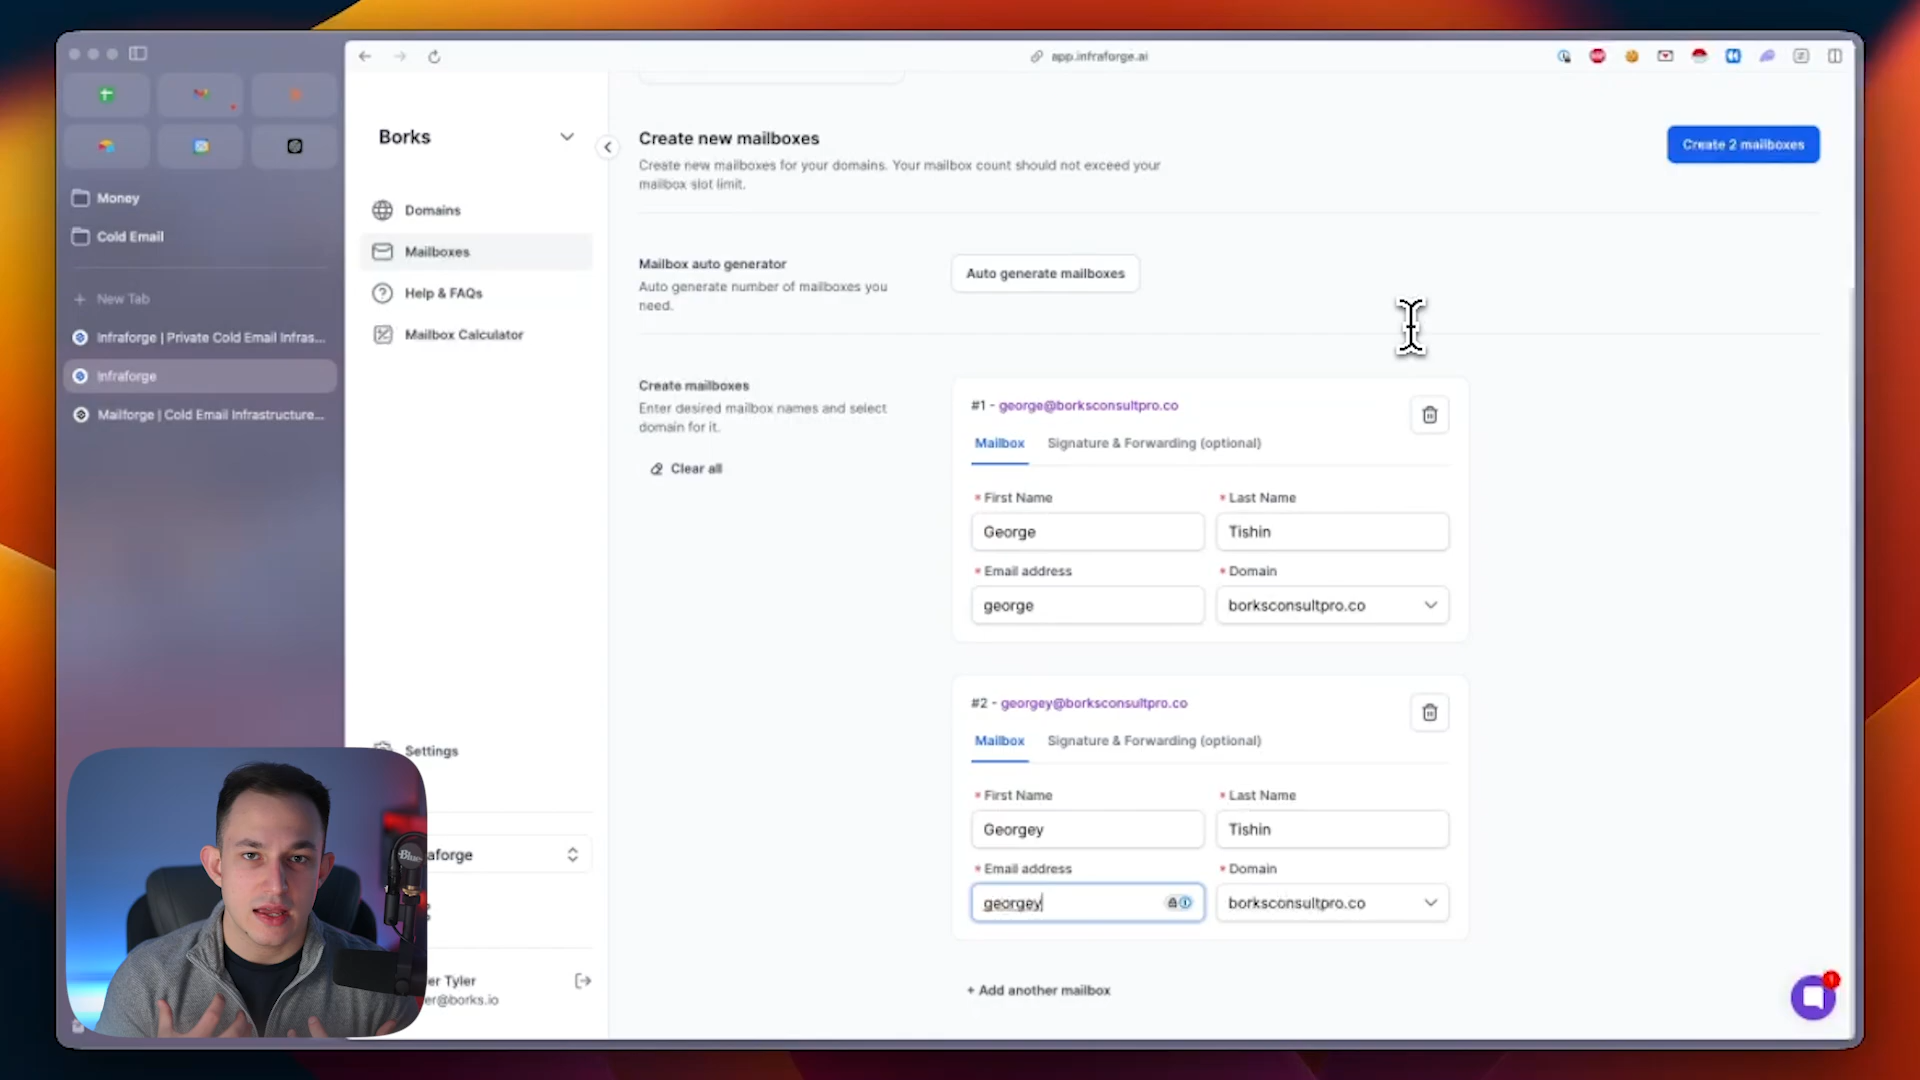 app.infraforge.ai
Money
Cold Email
New Tab
Infraforge | Private Cold Email Infras...
Infraforge
Mailforge | Cold Email Infrastructure...
Borks
Domains
Mailboxes
Help & FAQs
Mailbox Calculator
Settings
aforge
er Tyler
er@borks.io
Create new mailboxes
Create new mailboxes for your domains. Your mailbox count should not exceed your
mailbox slot limit.
Create 2 mailboxes
Mailbox auto generator
Auto generate number of mailboxes you
need.
Auto generate mailboxes
Create mailboxes
Enter desired mailbox names and select
domain for it.
Clear all
#1 - george@borksconsultpro.co
Mailbox Signature & Forwarding (optional)
* First Name * Last Name
George Tishin
* Email address * Domain
george borksconsultpro.co
#2 - georgey@borksconsultpro.co
Mailbox Signature & Forwarding (optional)
* First Name * Last Name
Georgey Tishin
* Email address * Domain
georgey borksconsultpro.co
+ Add another mailbox
Blue